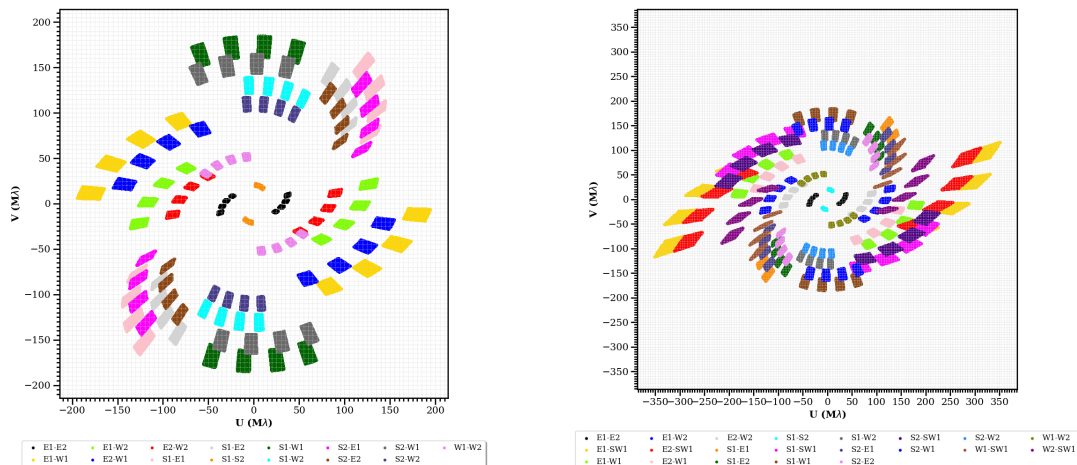 200
150
100
50
0
−50
−100
−150
−200
V (Mλ)
−200 −150 −100 −50 0 50 100 150 200
U (Mλ)
E1-E2 E1-W2 E2-W2 S1-E2 S1-W1 S2-E1 S2-W1 W1-W2
E1-W1 E2-W1 S1-E1 S1-S2 S1-W2 S2-E2 S2-W2
350
300
250
200
150
100
50
0
−50
−100
−150
−200
−250
−300
−350
V (Mλ)
−350 −300 −250 −200 −150 −100 −50 0 50 100 150 200 250 300 350
U (Mλ)
E1-E2 E1-W2 E2-W2 S1-S2 S1-W2 S2-SW1 S2-W2 W1-W2
E1-SW1 E2-SW1 S1-E1 S1-SW1 S2-E1 S2-W1 W1-SW1 W2-SW1
E1-W1 E2-W1 S1-E2 S1-W1 S2-E2